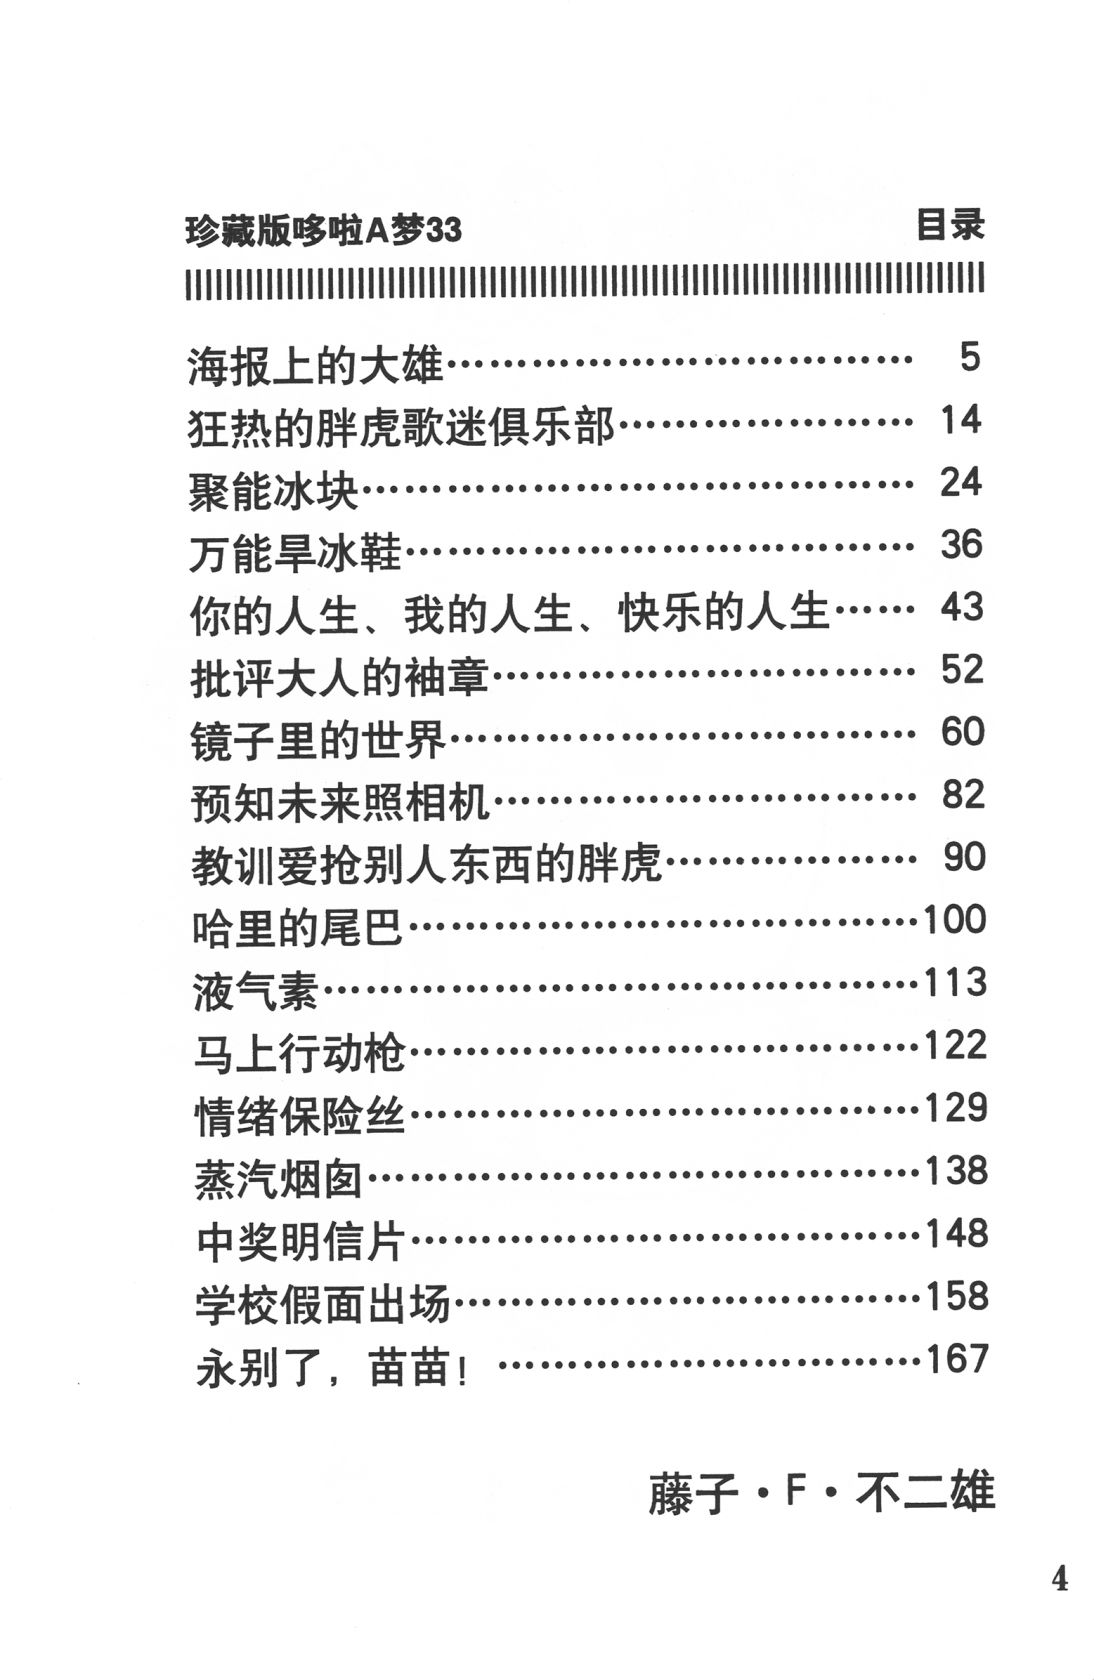 珍藏版哆啦A梦33 目录
海报上的大雄……………………………… 5
狂热的胖虎歌迷俱乐部………………… 14
聚能冰块…………………………………… 24
万能旱冰鞋………………………………… 36
你的人生、我的人生、快乐的人生…… 43
批评大人的袖章………………………… 52
镜子里的世界…………………………… 60
预知未来照相机………………………… 82
教训爱抢别人东西的胖虎……………… 90
哈里的尾巴…………………………………100
液气素………………………………………113
马上行动枪…………………………………122
情绪保险丝…………………………………129
蒸汽烟囱……………………………………138
中奖明信片…………………………………148
学校假面出场………………………………158
永别了，苗苗！……………………………167
藤子·F·不二雄
4